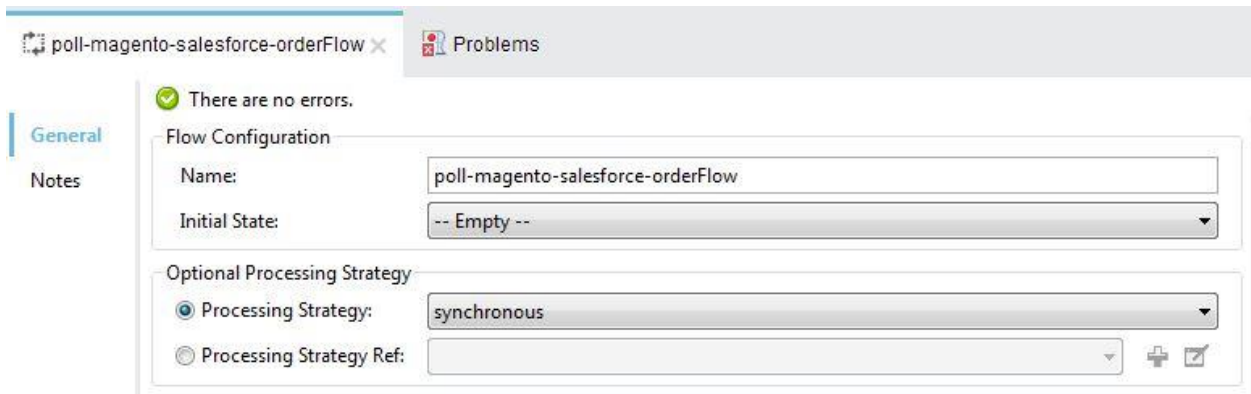 poll-magento-salesforce-orderFlow Problems
There are no errors.
General
Flow Configuration
Notes
Name: poll-magento-salesforce-orderFlow
Initial State: -- Empty --
Optional Processing Strategy
Processing Strategy: synchronous
Processing Strategy Ref: